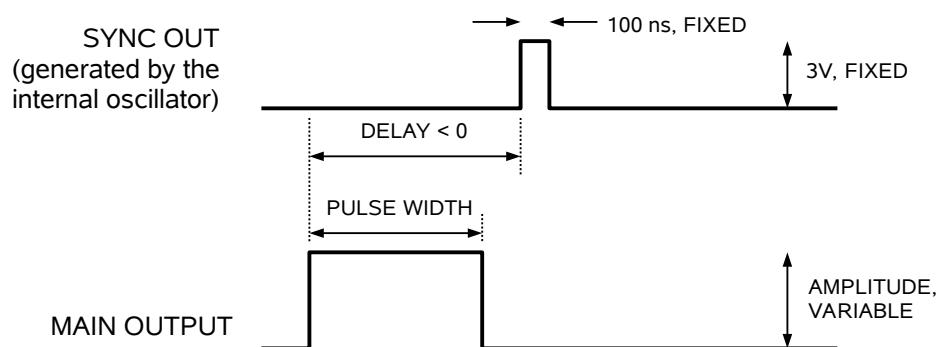 SYNC OUT
(generated by the
internal oscillator)
100 ns, FIXED
3V, FIXED
DELAY < 0
PULSE WIDTH
MAIN OUTPUT
AMPLITUDE,
VARIABLE